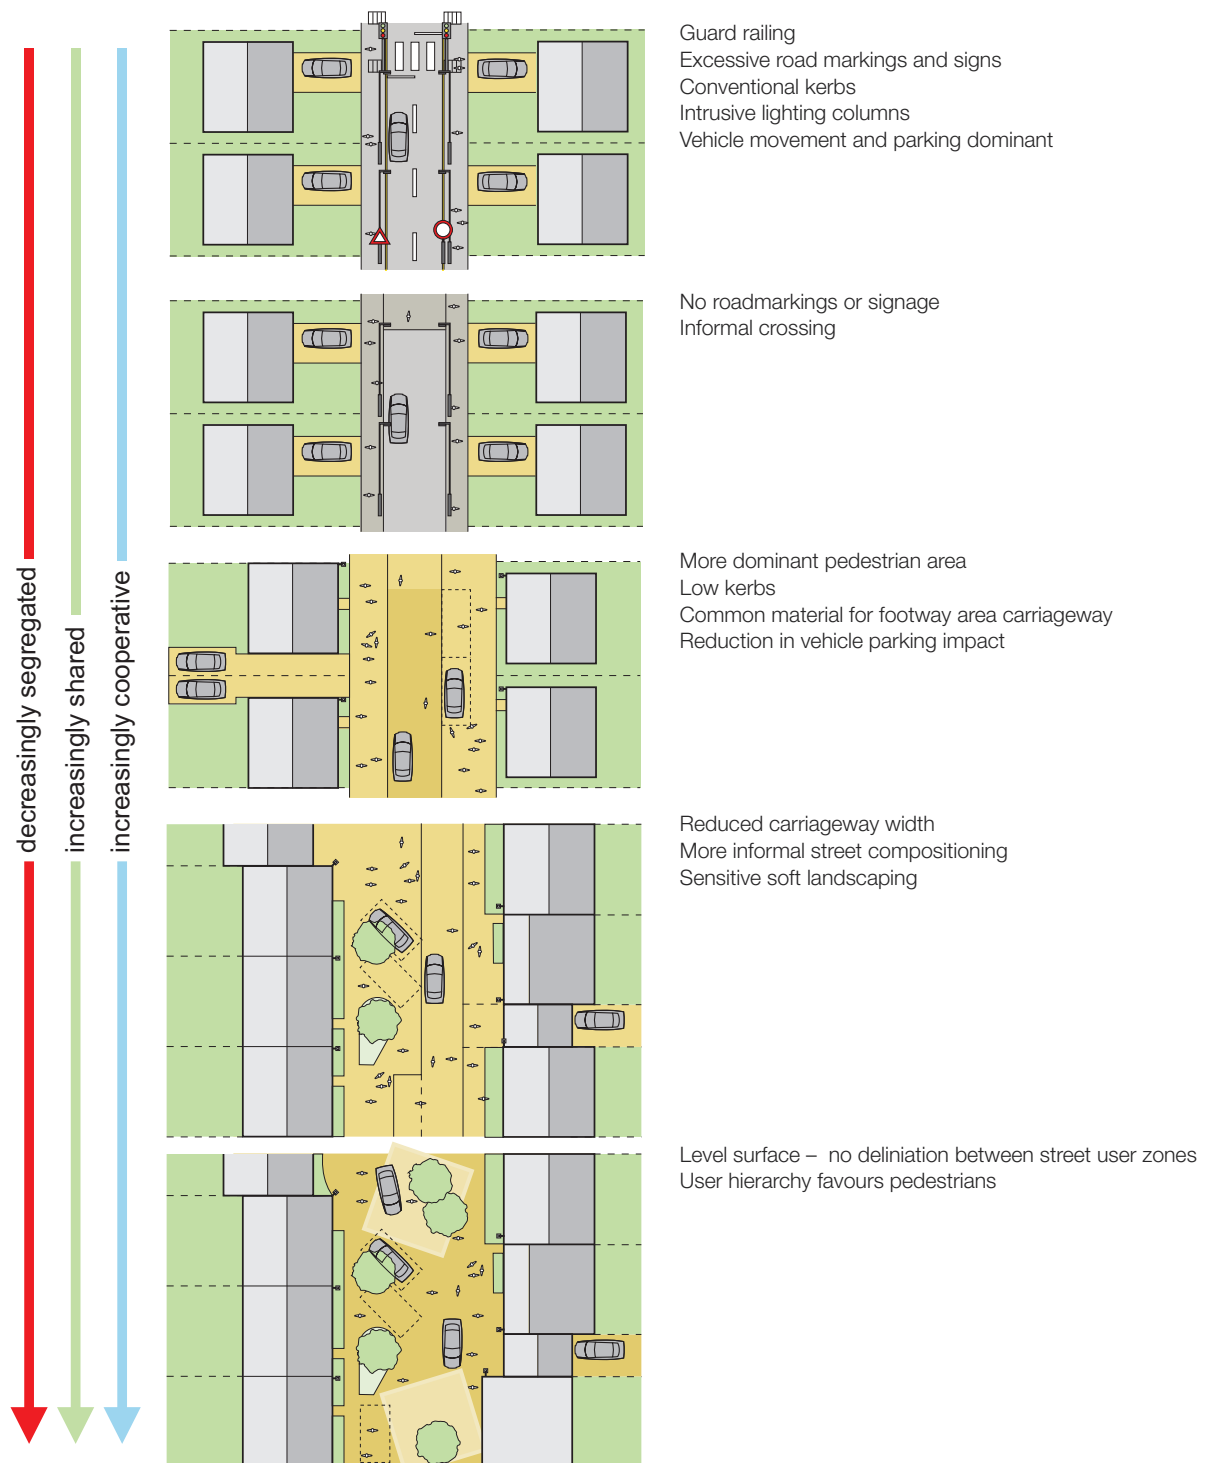 Guard railing
Excessive road markings and signs
Conventional kerbs
Intrusive lighting columns
Vehicle movement and parking dominant
No roadmarkings or signage
Informal crossing
More dominant pedestrian area
Low kerbs
Common material for footway area carriageway
Reduction in vehicle parking impact
decreasingly segregated
increasingly shared
increasingly cooperative
Reduced carriageway width
More informal street compositioning
Sensitive soft landscaping
Level surface – no deliniation between street user zones
User hierarchy favours pedestrians